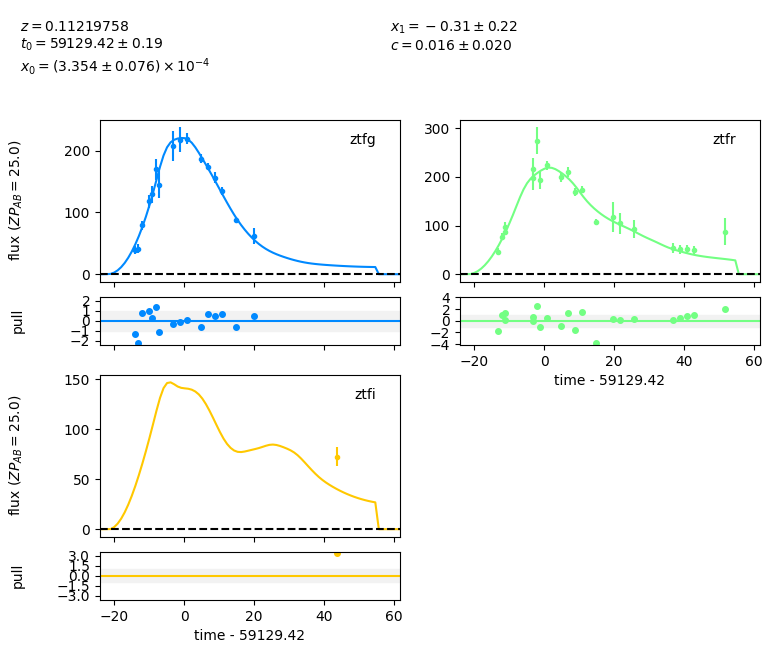 z = 0.11219758
t₀ = 59129.42 ± 0.19
x₀ = (3.354 ± 0.076) × 10⁻⁴
x₁ = −0.31 ± 0.22
c = 0.016 ± 0.020
flux (ZP_AB = 25.0)
200
100
0
ztfg
300
200
100
0
ztfr
pull
2
1
0
−1
−2
4
2
0
−2
−4
−20 0 20 40 60
time - 59129.42
flux (ZP_AB = 25.0)
150
100
50
0
ztfi
pull
3.0
1.5
0.0
−1.5
−3.0
−20 0 20 40 60
time - 59129.42